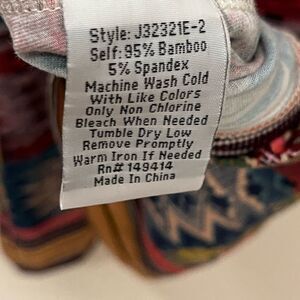 Style: J32321E-2
Self: 95% Bamboo
5% Spandex
Machine Wash Cold
With Like Colors
Only Non Chlorine
Bleach When Needed
Tumble Dry Low
Remove Promptly
Warm Iron If Needed
Rn# 149414
Made In China